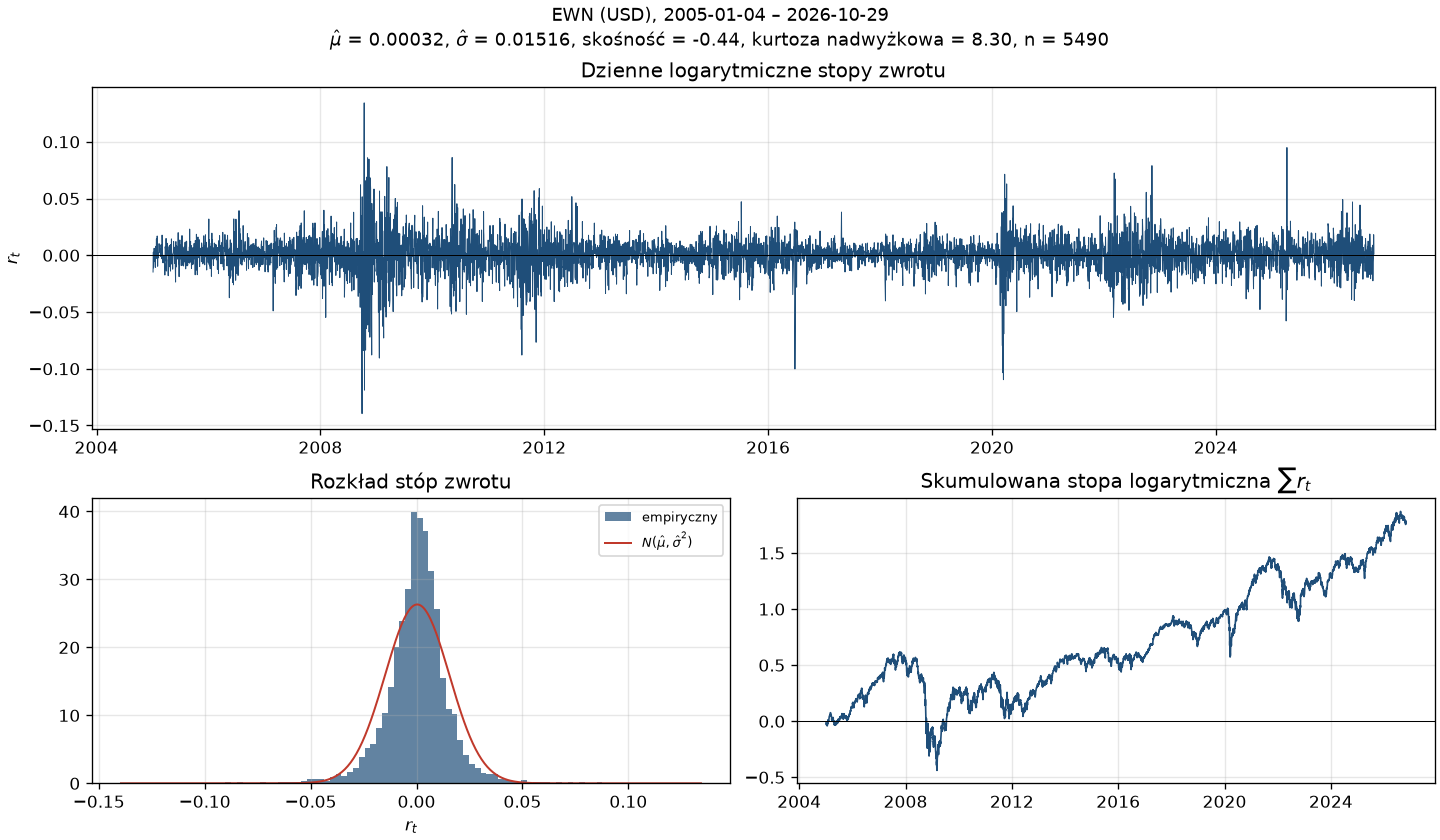 EWN (USD), 2005-01-04 – 2026-10-29
μ̂ = 0.00032, σ̂ = 0.01516, skośność = -0.44, kurtoza nadwyżkowa = 8.30, n = 5490
Dzienne logarytmiczne stopy zwrotu
0.10
0.05
0.00
−0.05
−0.10
−0.15
r_t
2004 2008 2012 2016 2020 2024
Rozkład stóp zwrotu
empiryczny
N(μ̂, σ̂²)
40
30
20
10
0
−0.15 −0.10 −0.05 0.00 0.05 0.10
r_t
Skumulowana stopa logarytmiczna ∑r_t
1.5
1.0
0.5
0.0
−0.5
2004 2008 2012 2016 2020 2024